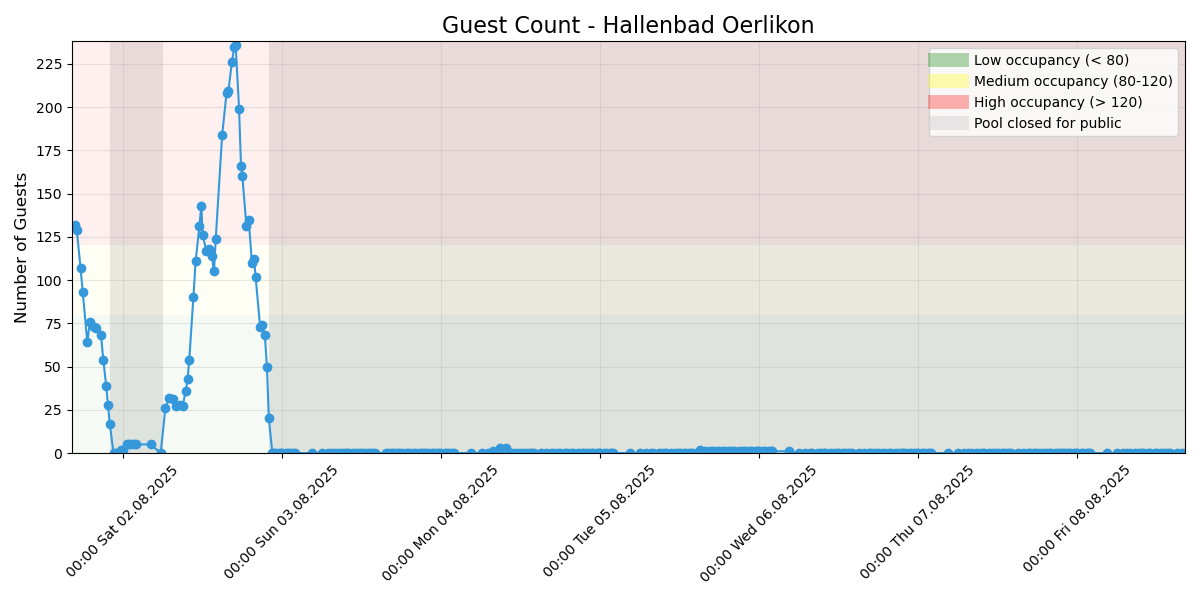 Guest Count - Hallenbad Oerlikon
Low occupancy (< 80)
Medium occupancy (80-120)
High occupancy (> 120)
Pool closed for public
Number of Guests
225
200
175
150
125
100
75
50
25
0
00:00 Sat 02.08.2025
00:00 Sun 03.08.2025
00:00 Mon 04.08.2025
00:00 Tue 05.08.2025
00:00 Wed 06.08.2025
00:00 Thu 07.08.2025
00:00 Fri 08.08.2025